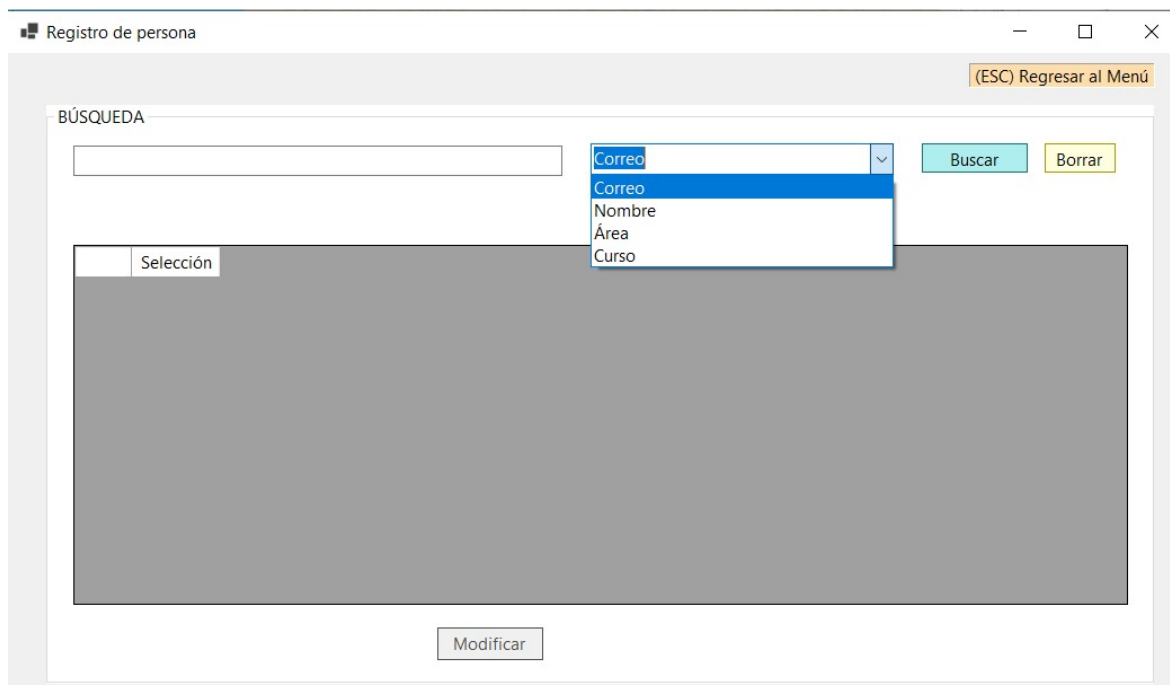 Registro de persona
(ESC) Regresar al Menú
BÚSQUEDA
Correo
Buscar
Borrar
Correo
Nombre
Área
Curso
Selección
Modificar